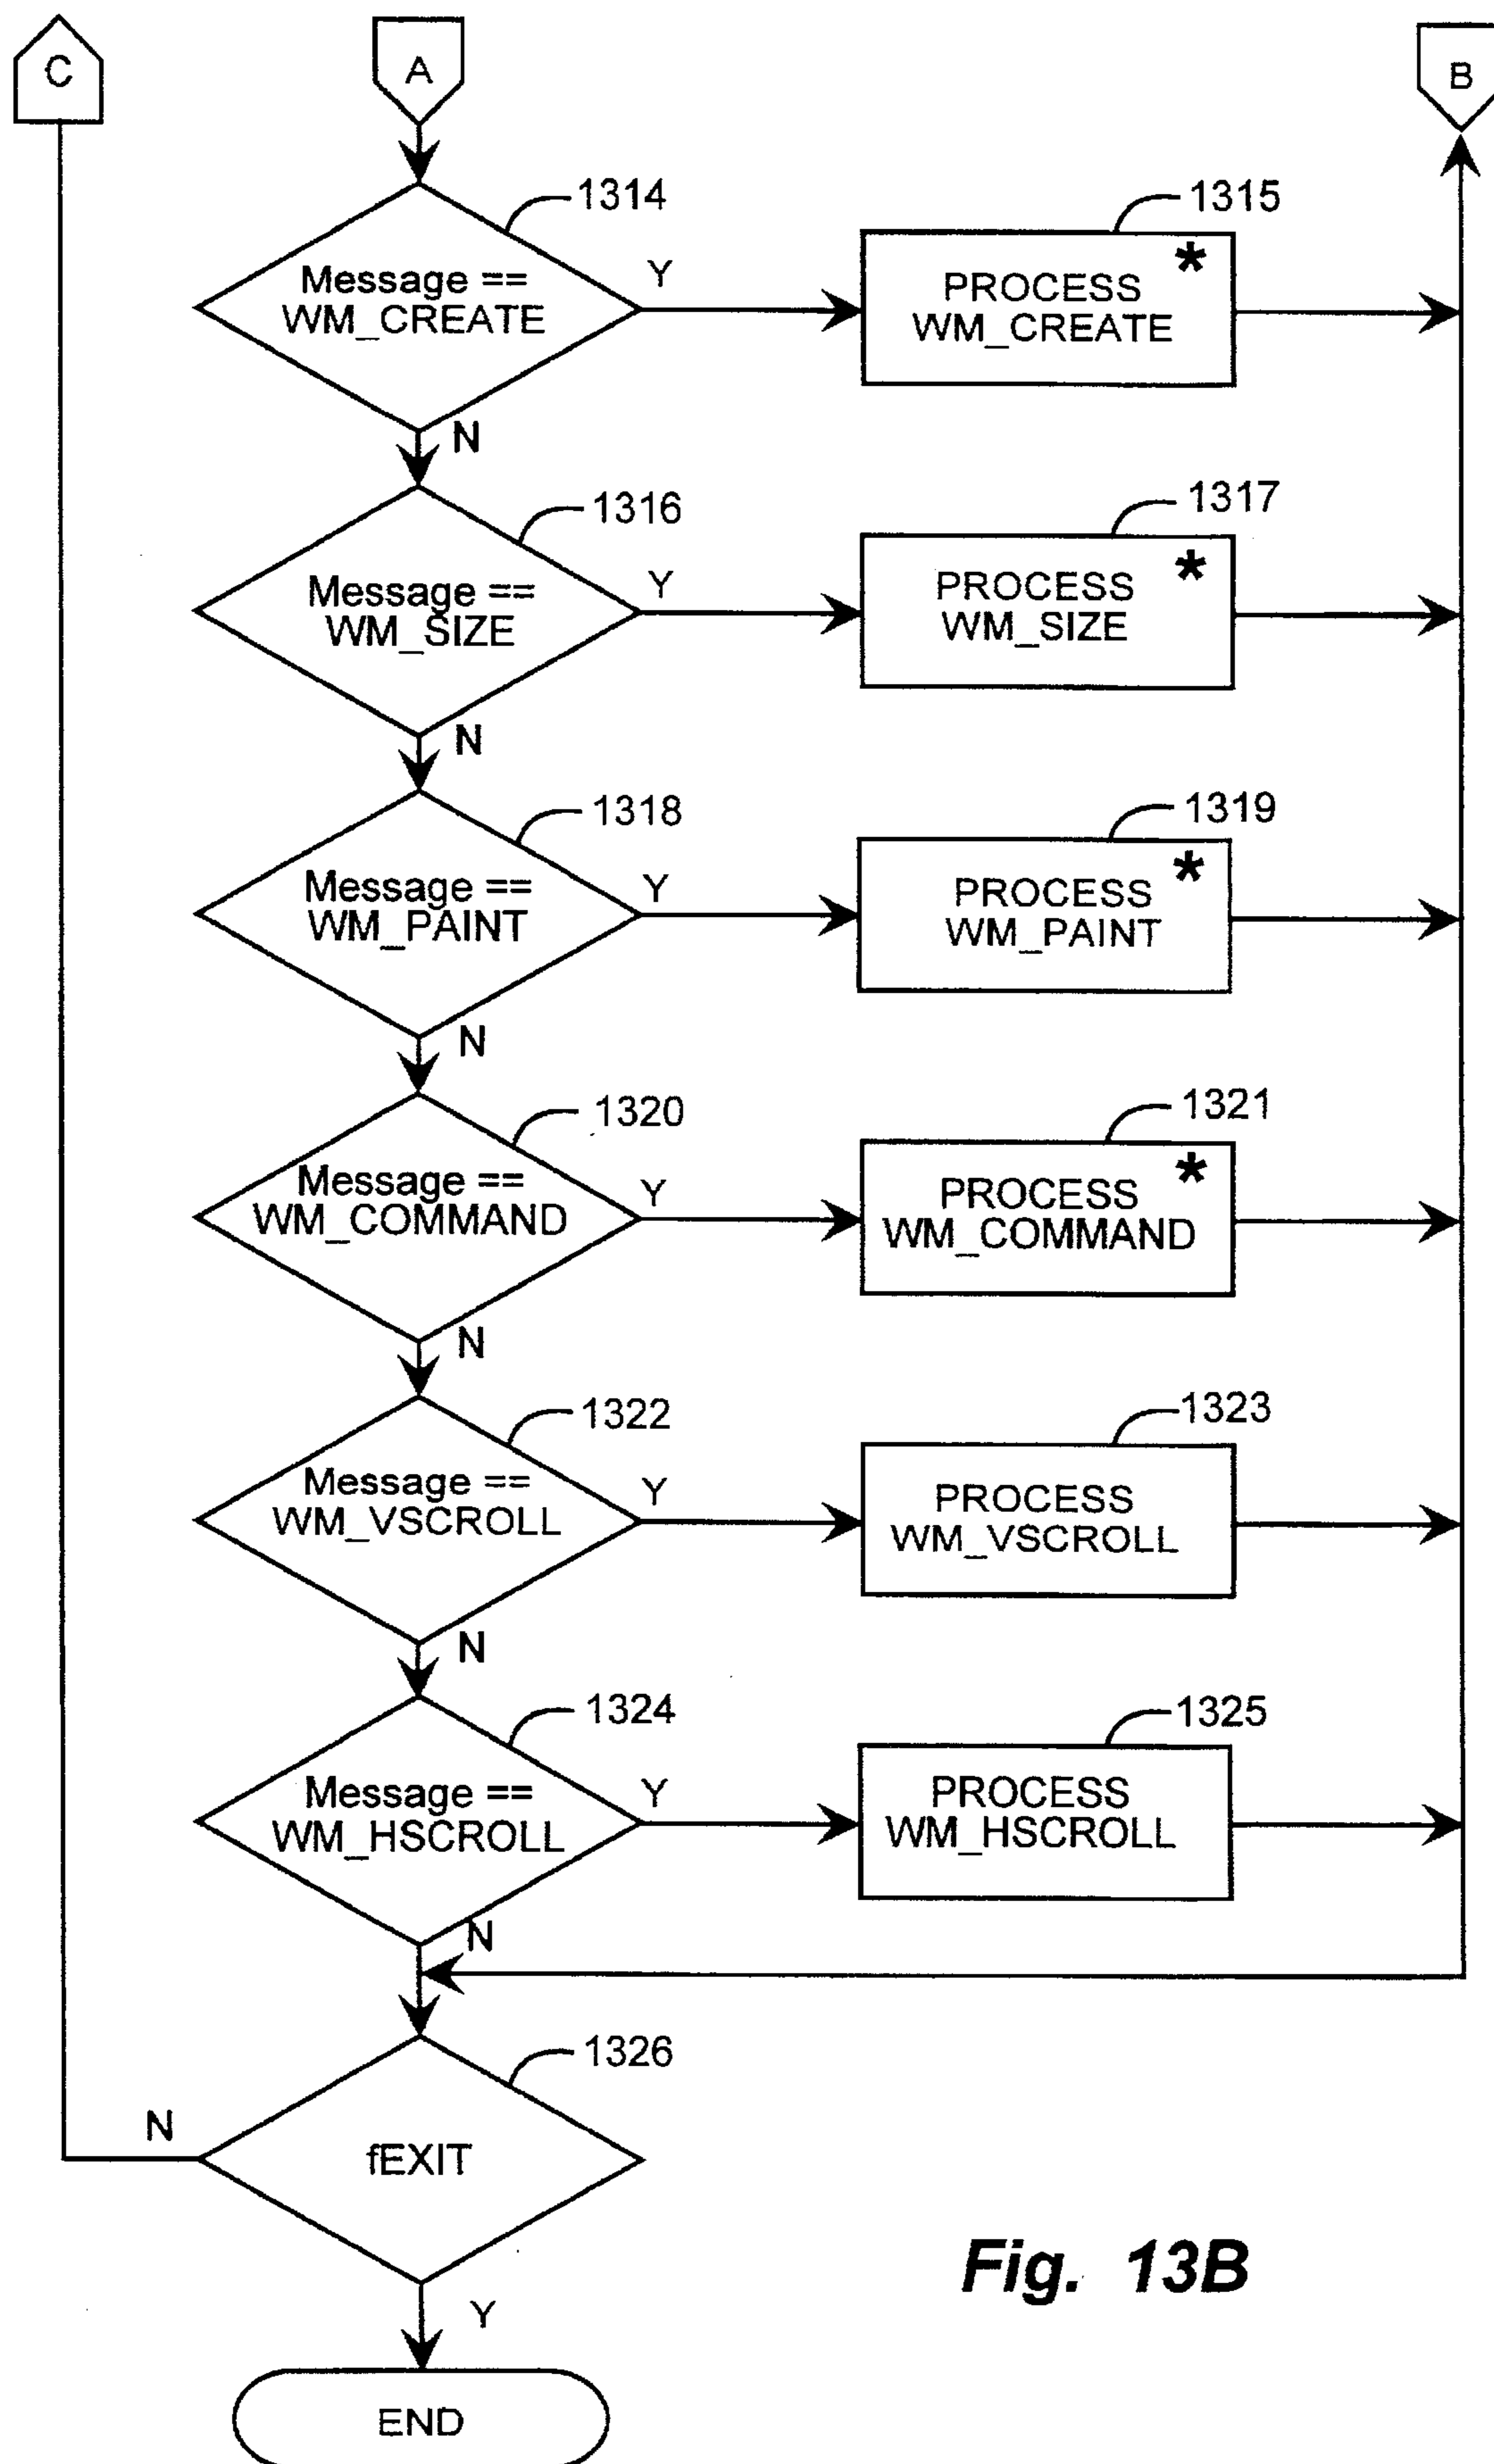 C
A
B
1314
Message ==
WM_CREATE
Y
N
1315
PROCESS *
WM_CREATE
1316
Message ==
WM_SIZE
Y
N
1317
PROCESS *
WM_SIZE
1318
Message ==
WM_PAINT
Y
N
1319
PROCESS *
WM_PAINT
1320
Message ==
WM_COMMAND
Y
N
1321
PROCESS *
WM_COMMAND
1322
Message ==
WM_VSCROLL
Y
N
1323
PROCESS
WM_VSCROLL
1324
Message ==
WM_HSCROLL
Y
N
1325
PROCESS
WM_HSCROLL
1326
N
fEXIT
Y
END
Fig. 13B